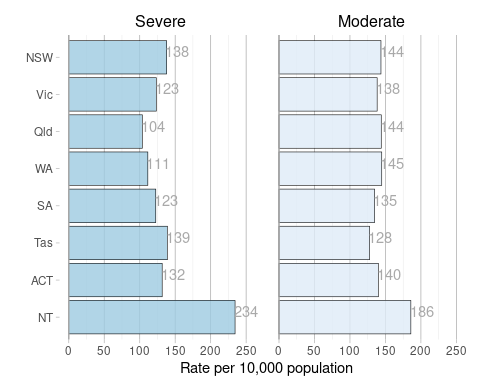 Severe Moderate
NSW 138 144
Vic 123 138
Qld 104 144
WA 111 145
SA 123 135
Tas 139 128
ACT 132 140
NT 234 186
0 50 100 150 200 250 0 50 100 150 200 250
Rate per 10,000 population